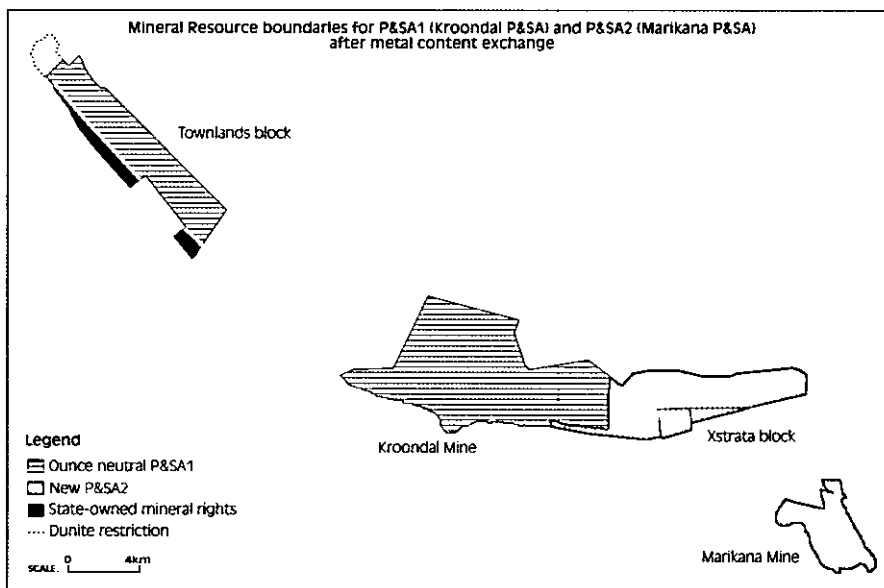 Mineral Resource boundaries for P&SA1 (Kroondal P&SA) and P&SA2 (Marikana P&SA)
after metal content exchange
Townlands block
Kroondal Mine
Xstrata block
Marikana Mine
Legend
Ounce neutral P&SA1
New P&SA2
State-owned mineral rights
Dunite restriction
SCALE. 0 4km